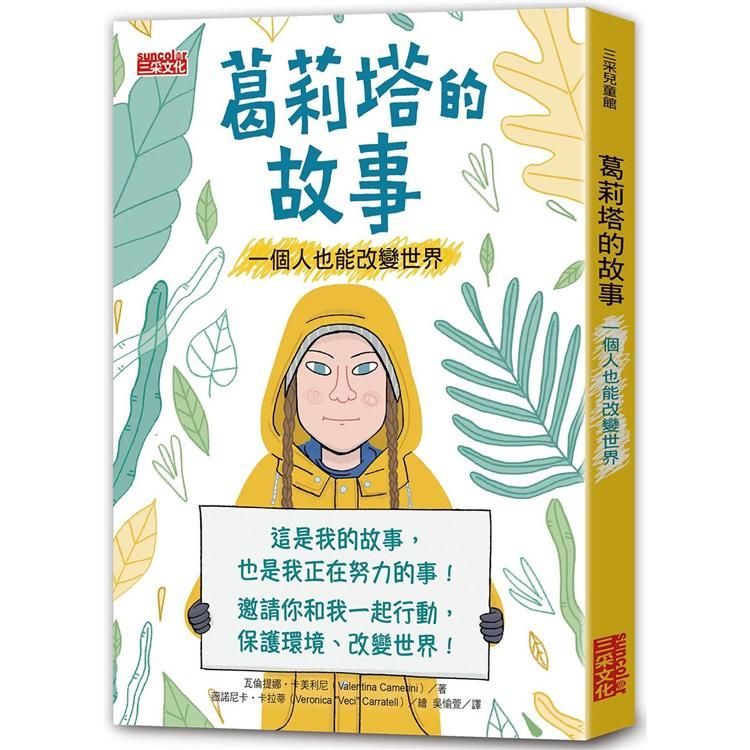 suncolor
三采文化
葛莉塔的
故事
一個人也能改變世界
這是我的故事，
也是我正在努力的事！
邀請你和我一起行動，
保護環境、改變世界！
瓦倫提娜・卡美利尼（Valentina Camerini）／著
薇諾尼卡・卡拉蒂（Veronica "Veci" Carratell）／繪 吳愉萱／譯
三采兒童館
葛莉塔的故事
一個人也能改變世界
suncolor
三采文化